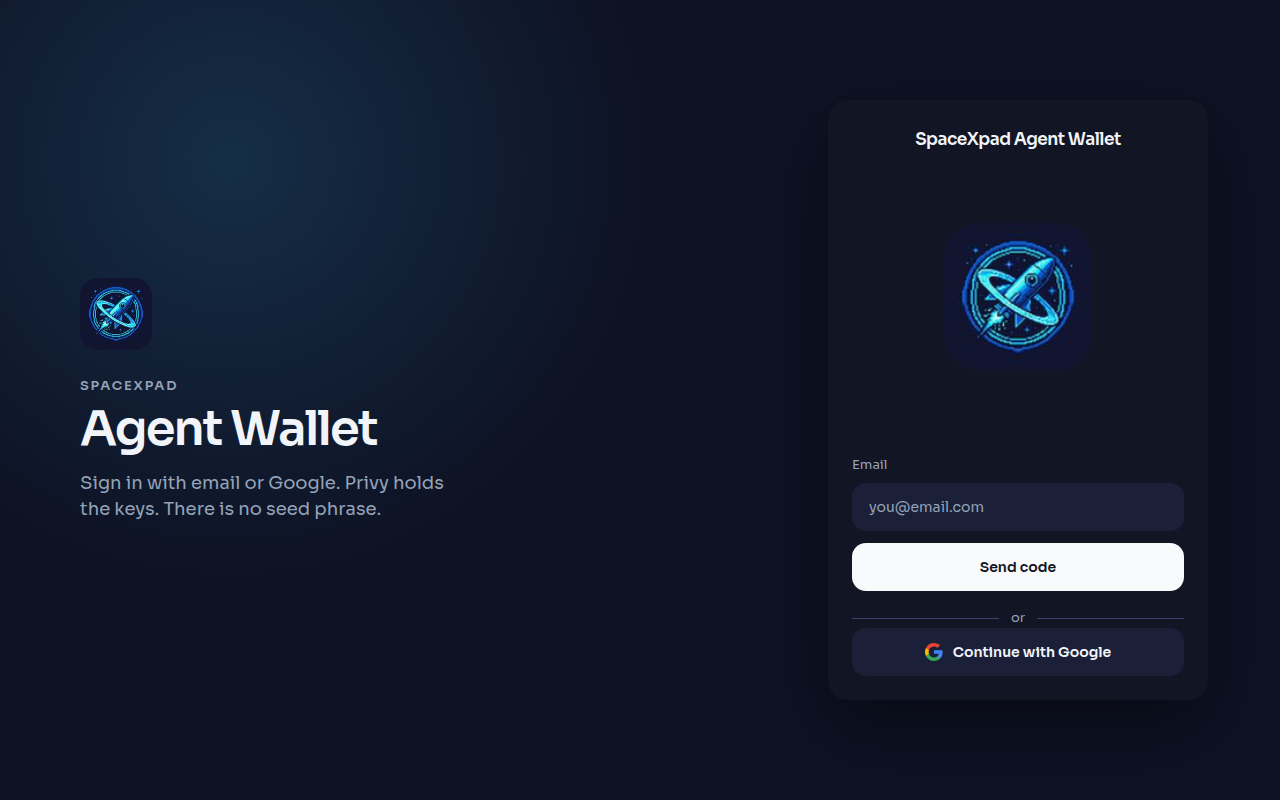 SPACEXPAD
Agent Wallet
Sign in with email or Google. Privy holds
the keys. There is no seed phrase.
SpaceXpad Agent Wallet
Email
you@email.com
Send code
or
Continue with Google